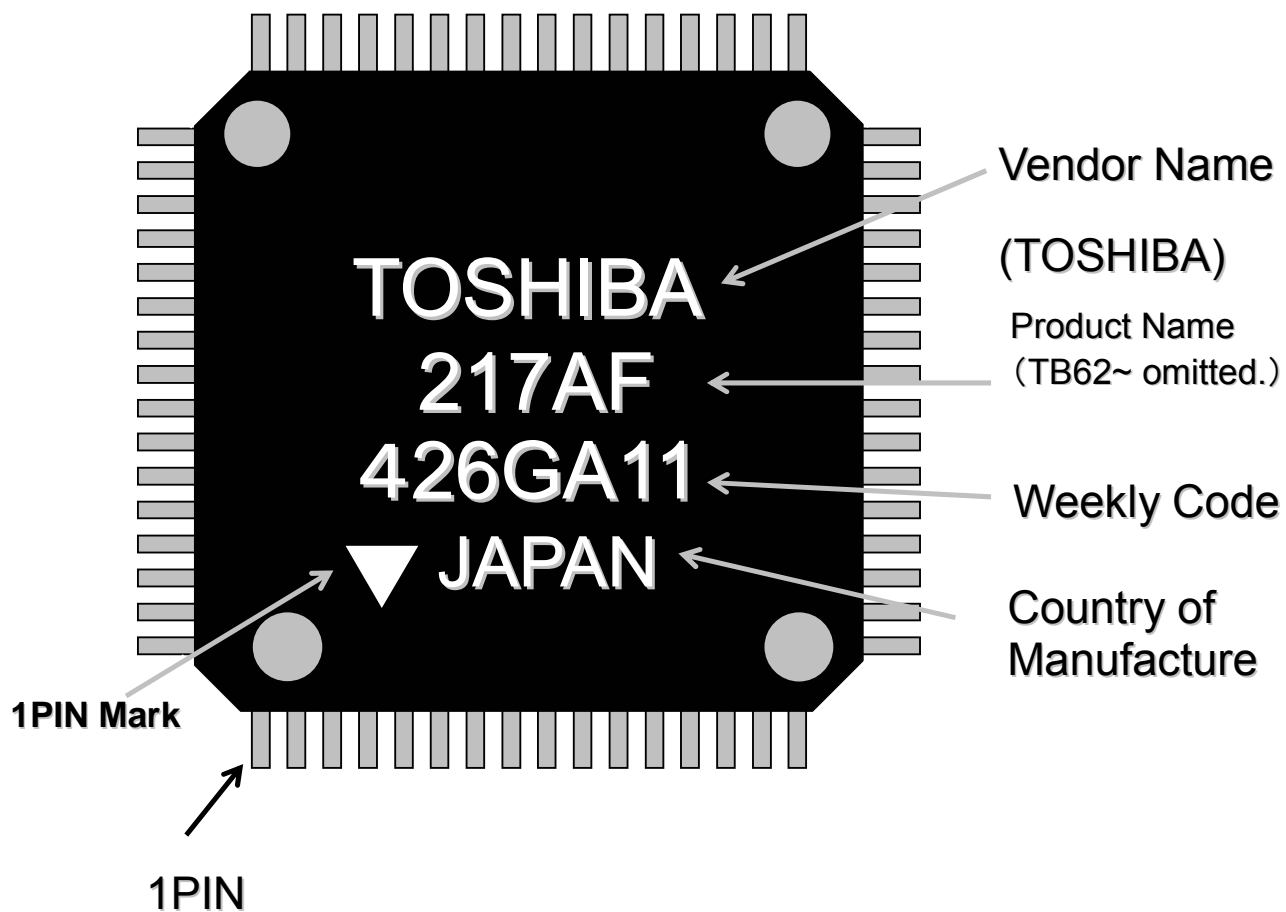 TOSHIBA
217AF
426GA11
JAPAN
Vendor Name
(TOSHIBA)
Product Name
（TB62~ omitted.）
Weekly Code
Country of
Manufacture
1PIN Mark
1PIN